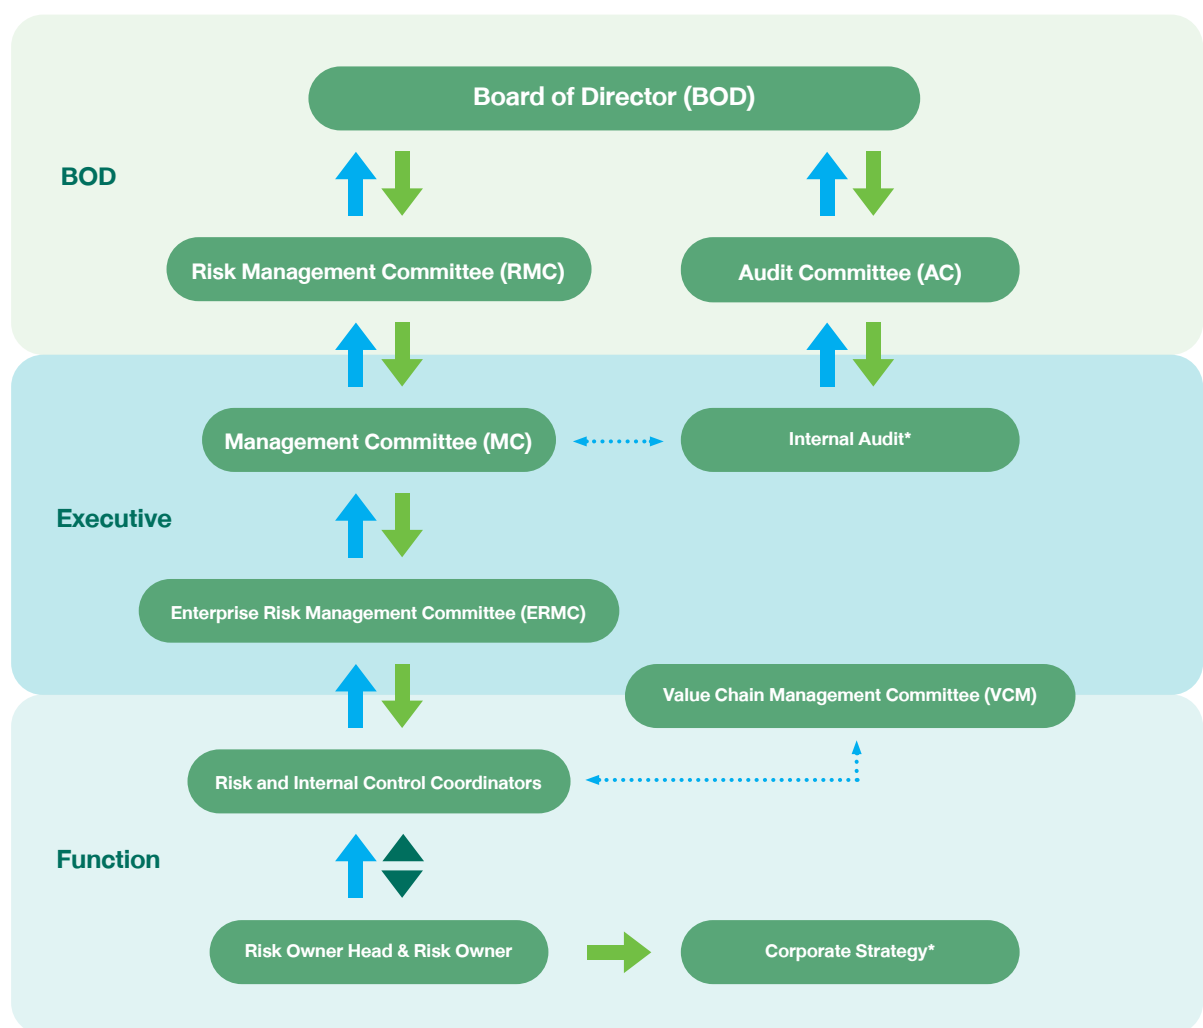 Board of Director (BOD)
BOD
Risk Management Committee (RMC)
Audit Committee (AC)
Management Committee (MC)
Internal Audit*
Executive
Enterprise Risk Management Committee (ERMC)
Value Chain Management Committee (VCM)
Risk and Internal Control Coordinators
Function
Risk Owner Head & Risk Owner
Corporate Strategy*